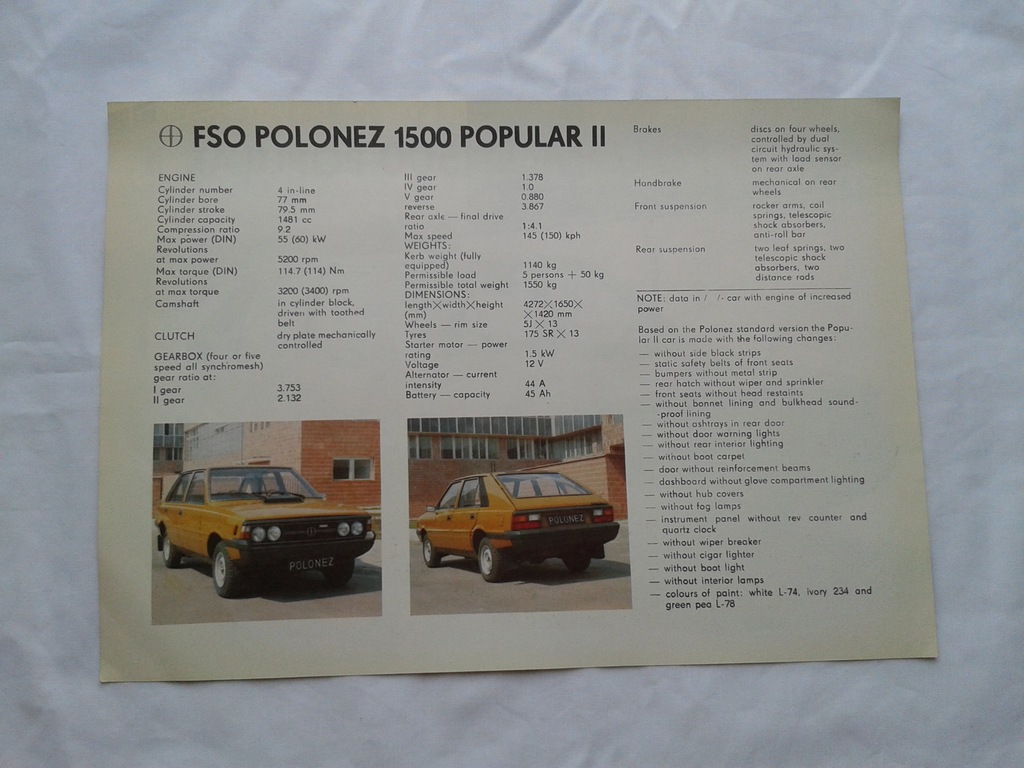 FSO POLONEZ 1500 POPULAR II
ENGINE
Cylinder number 4 in-line
Cylinder bore 77 mm
Cylinder stroke 79.5 mm
Cylinder capacity 1481 cc
Compression ratio 9.2
Max power (DIN) 55 (60) kW
Revolutions
at max power 5200 rpm
Max torque (DIN) 114.7 (114) Nm
Revolutions
at max torque 3200 (3400) rpm
Camshaft in cylinder block,
driven with toothed
belt
CLUTCH dry plate mechanically
controlled
GEARBOX (four or five
speed all synchromesh)
gear ratio at:
I gear 3.753
II gear 2.132
III gear 1.378
IV gear 1.0
V gear 0.880
reverse 3.867
Rear axle — final drive
ratio 1:4.1
Max speed 145 (150) kph
WEIGHTS:
Kerb weight (fully
equipped) 1140 kg
Permissible load 5 persons + 50 kg
Permissible total weight 1550 kg
DIMENSIONS:
length×width×height 4272×1650×
(mm) ×1420 mm
Wheels — rim size 5J × 13
Tyres 175 SR × 13
Starter motor — power
rating 1.5 kW
Voltage 12 V
Alternator — current
intensity 44 A
Battery — capacity 45 Ah
Brakes discs on four wheels,
controlled by dual
circuit hydraulic sys-
tem with load sensor
on rear axle
Handbrake mechanical on rear
wheels
Front suspension rocker arms, coil
springs, telescopic
shock absorbers,
anti-roll bar
Rear suspension two leaf springs, two
telescopic shock
absorbers, two
distance rods
NOTE: data in / /- car with engine of increased
power
Based on the Polonez standard version the Popu-
lar II car is made with the following changes:
— without side black strips
— static safety belts of front seats
— bumpers without metal strip
— rear hatch without wiper and sprinkler
— front seats without head restaints
— without bonnet lining and bulkhead sound-
-proof lining
— without ashtrays in rear door
— without door warning lights
— without rear interior lighting
— without boot carpet
— door without reinforcement beams
— dashboard without glove compartment lighting
— without hub covers
— without fog lamps
— instrument panel without rev counter and
quartz clock
— without wiper breaker
— without cigar lighter
— without boot light
— without interior lamps
— colours of paint: white L-74, ivory 234 and
green pea L-78
POLONEZ
POLONEZ